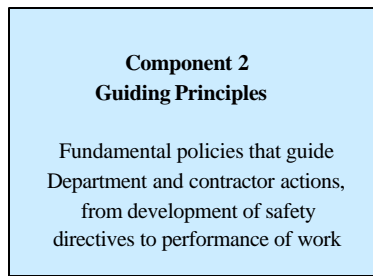 Component 2
Guiding Principles
Fundamental policies that guide
Department and contractor actions,
from development of safety
directives to performance of work